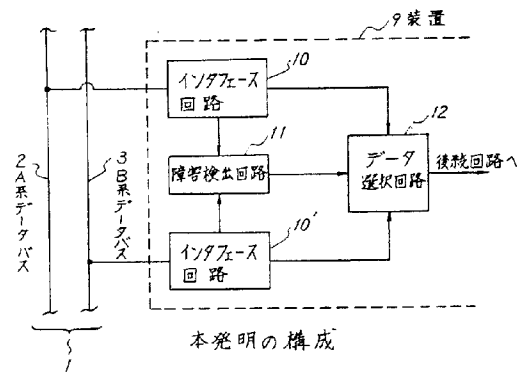 9 装置
10
インタフェース
回路
11
障害検出回路
12
データ
選択回路
後続回路へ
2 A系データバス
3 B系データバス
10'
インタフェース
回路
1
本発明の構成